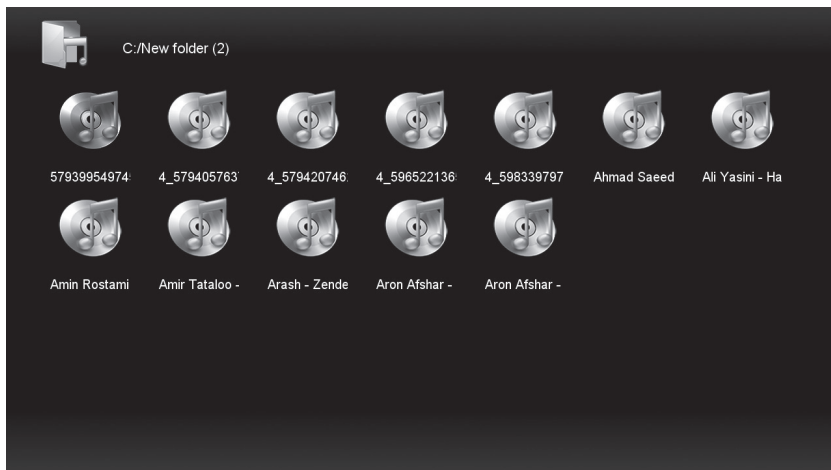 C:/New folder (2)
57939954974 4_579405763 4_579420746 4_596522136 4_598339797 Ahmad Saeed Ali Yasini - Ha
Amin Rostami Amir Tataloo - Arash - Zende Aron Afshar - Aron Afshar -